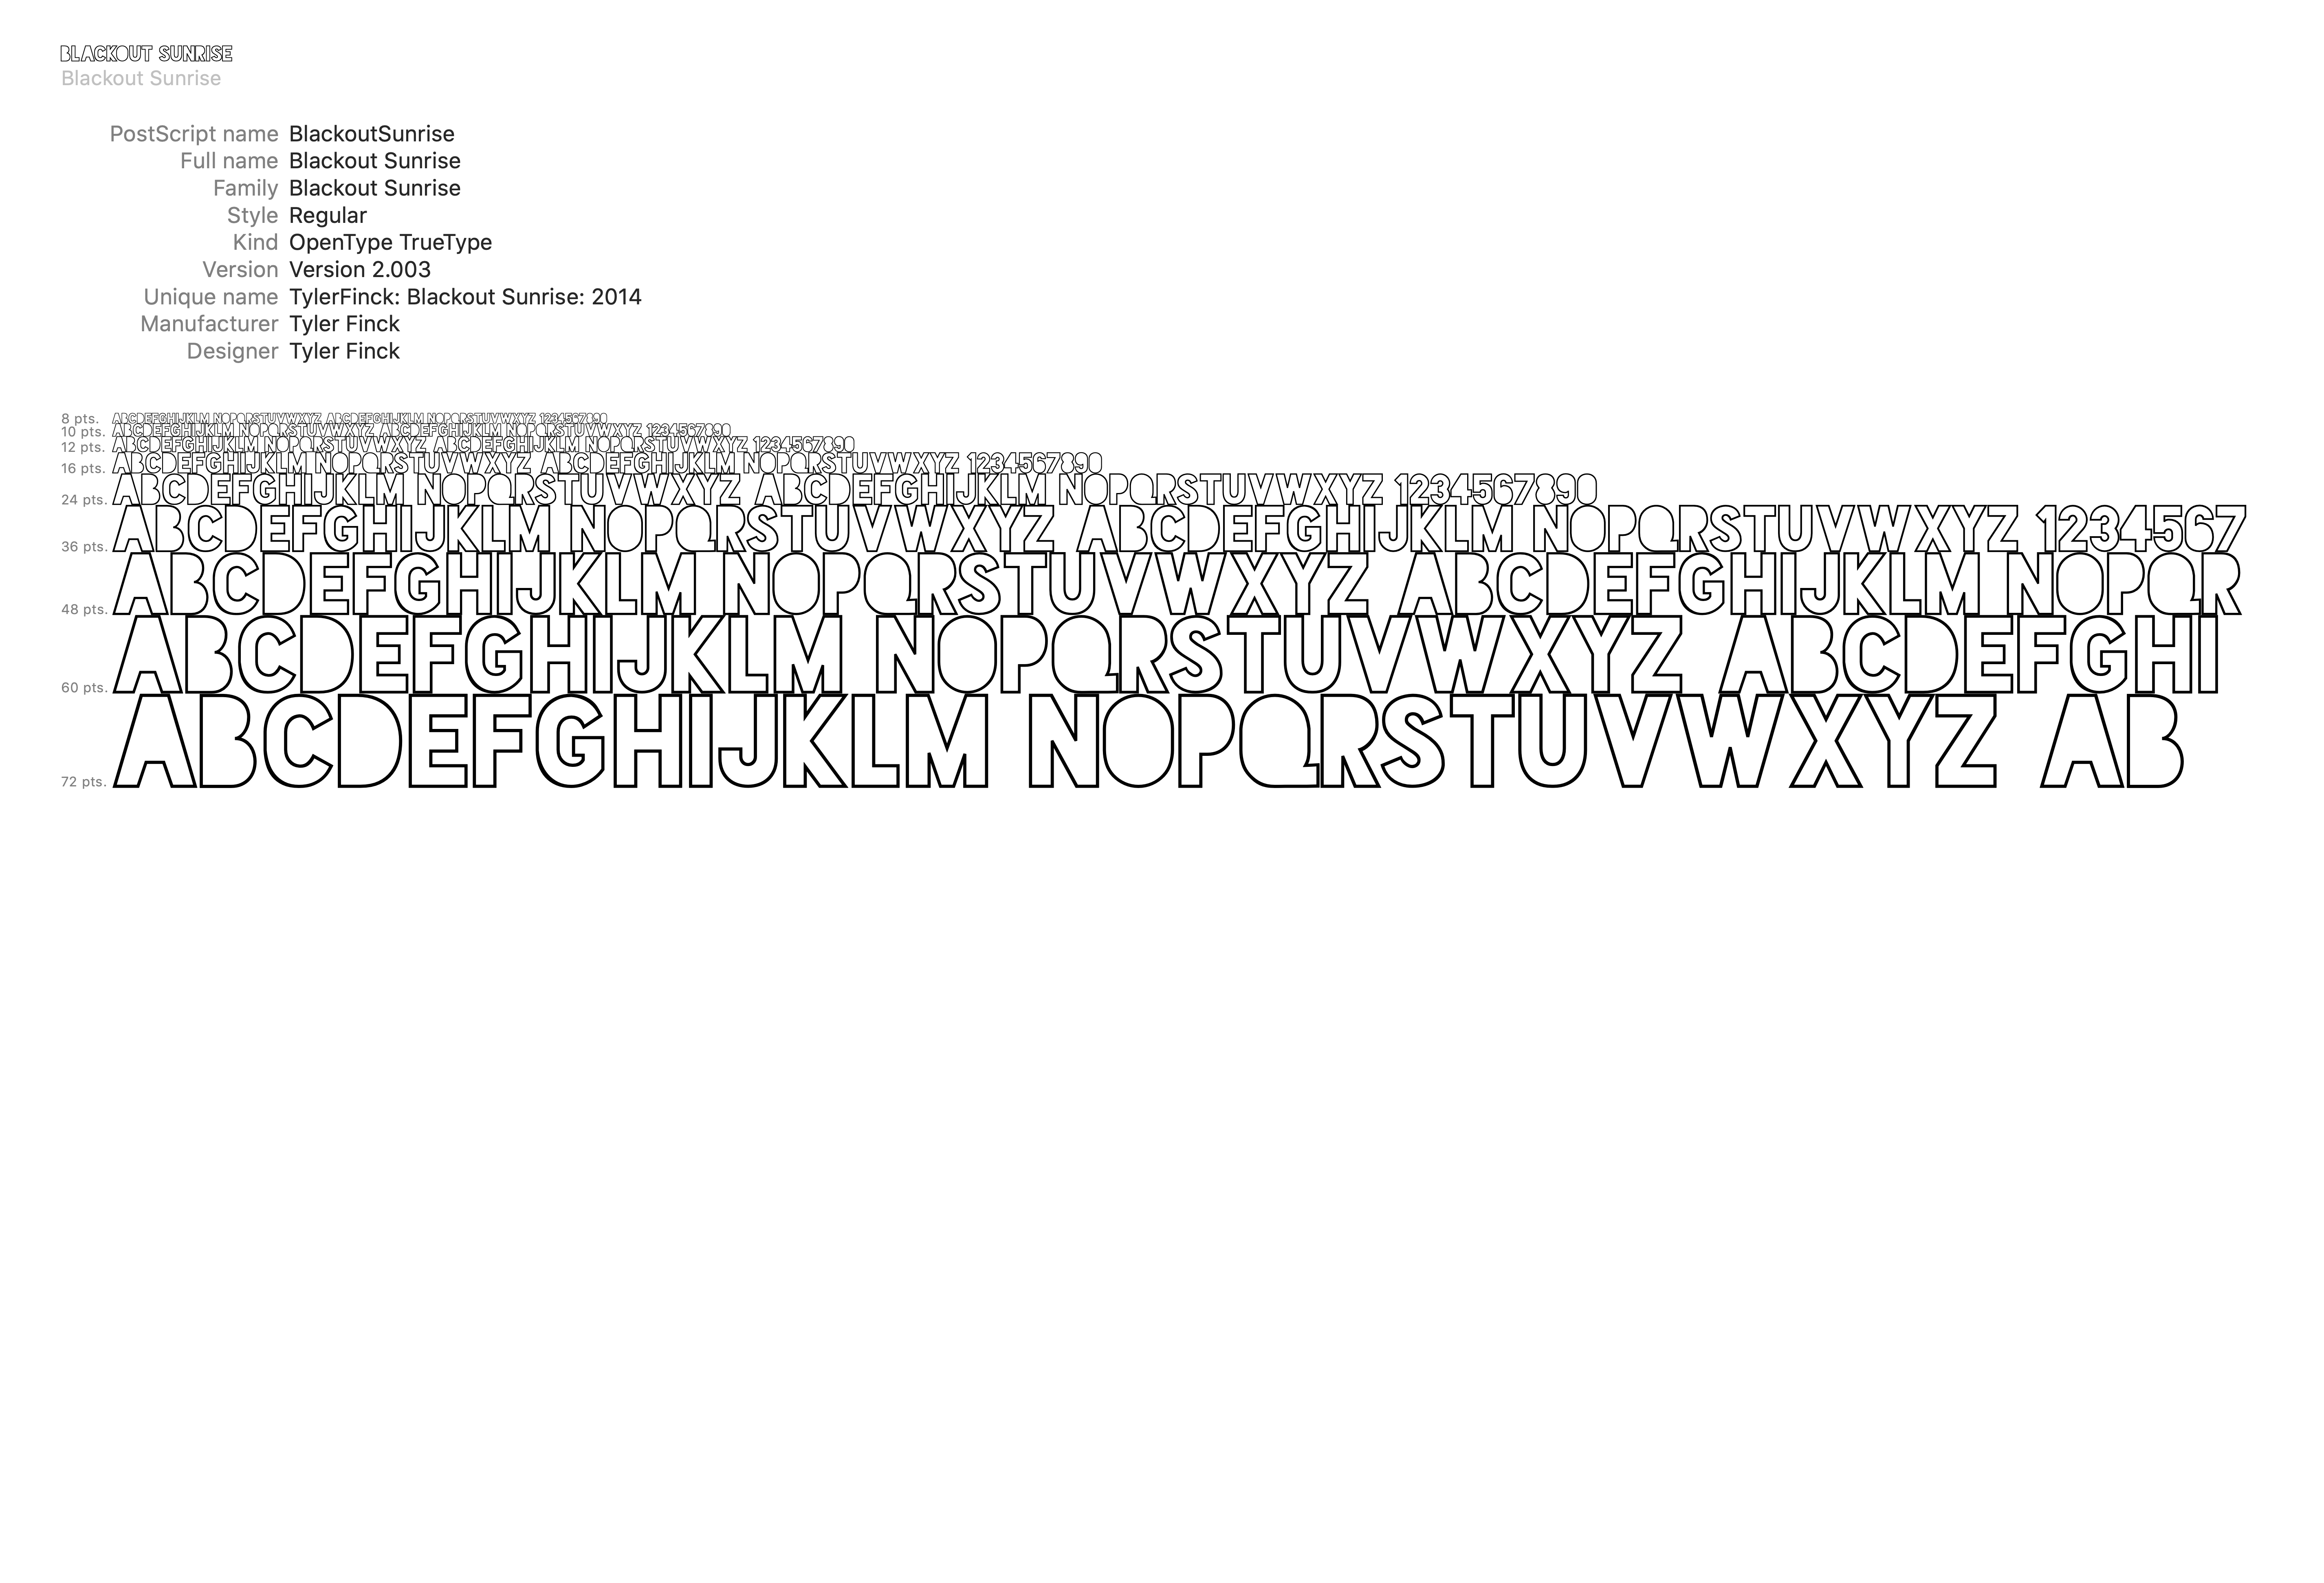 BLACKOUT SUNRISE
Blackout Sunrise
PostScript name BlackoutSunrise
Full name Blackout Sunrise
Family Blackout Sunrise
Style Regular
Kind OpenType TrueType
Version Version 2.003
Unique name TylerFinck: Blackout Sunrise: 2014
Manufacturer Tyler Finck
Designer Tyler Finck
8 pts. ABCDEFGHIJKLM NOPQRSTUVWXYZ ABCDEFGHIJKLM NOPQRSTUVWXYZ 1234567890
10 pts. ABCDEFGHIJKLM NOPQRSTUVWXYZ ABCDEFGHIJKLM NOPQRSTUVWXYZ 1234567890
12 pts. ABCDEFGHIJKLM NOPQRSTUVWXYZ ABCDEFGHIJKLM NOPQRSTUVWXYZ 1234567890
16 pts. ABCDEFGHIJKLM NOPQRSTUVWXYZ ABCDEFGHIJKLM NOPQRSTUVWXYZ 1234567890
24 pts. ABCDEFGHIJKLM NOPQRSTUVWXYZ ABCDEFGHIJKLM NOPQRSTUVWXYZ 1234567890
36 pts. ABCDEFGHIJKLM NOPQRSTUVWXYZ ABCDEFGHIJKLM NOPQRSTUVWXYZ 1234567
48 pts. ABCDEFGHIJKLM NOPQRSTUVWXYZ ABCDEFGHIJKLM NOPQR
60 pts. ABCDEFGHIJKLM NOPQRSTUVWXYZ ABCDEFGHI
72 pts. ABCDEFGHIJKLM NOPQRSTUVWXYZ AB